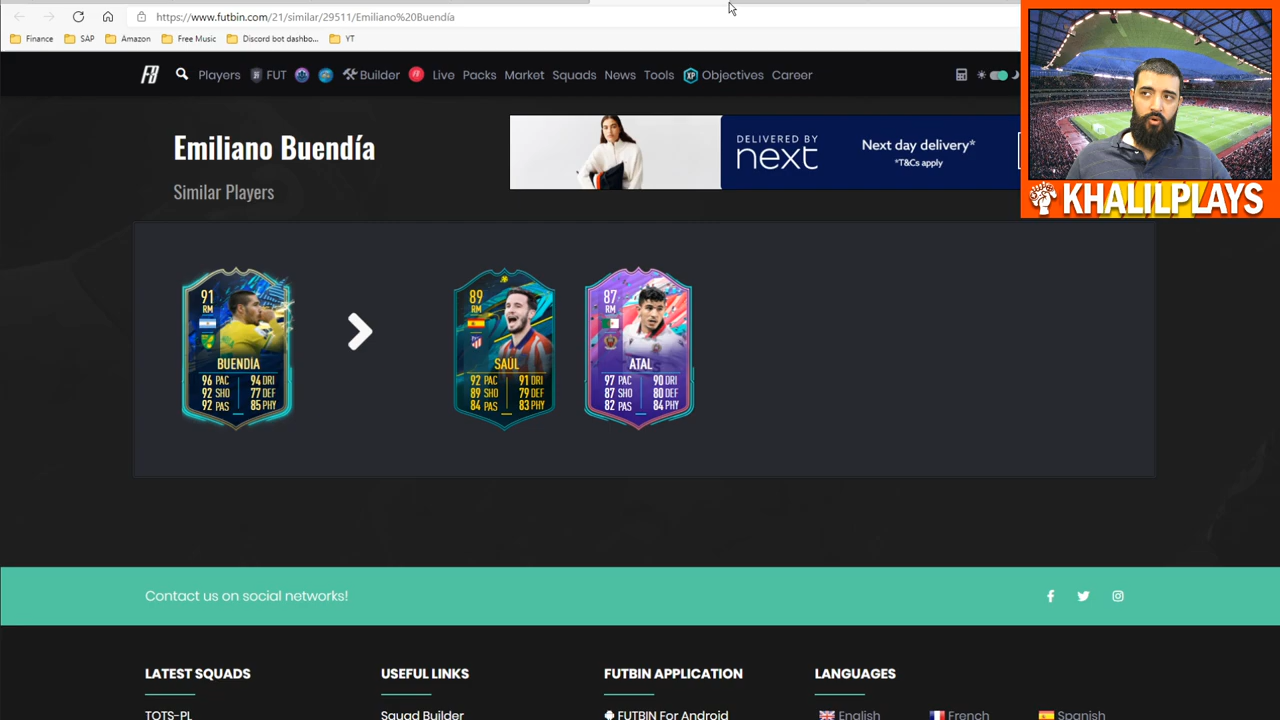 https://www.futbin.com/21/similar/29511/Emiliano%20Buendía
Finance SAP Amazon Free Music Discord bot dashbo... YT
Players FUT Builder Live Packs Market Squads News Tools XP Objectives Career
Emiliano Buendía
Similar Players
DELIVERED BY
next
Next day delivery*
*T&Cs apply
KHALILPLAYS
91
RM
BUENDIA
96 PAC 94 DRI
92 SHO 77 DEF
92 PAS 85 PHY
89
RM
SAÚL
92 PAC 91 DRI
89 SHO 79 DEF
84 PAS 83 PHY
87
RM
ATAL
97 PAC 90 DRI
87 SHO 80 DEF
82 PAS 84 PHY
Contact us on social networks!
LATEST SQUADS USEFUL LINKS FUTBIN APPLICATION LANGUAGES
TOTS-PL Squad Builder FUTBIN For Android English French Spanish